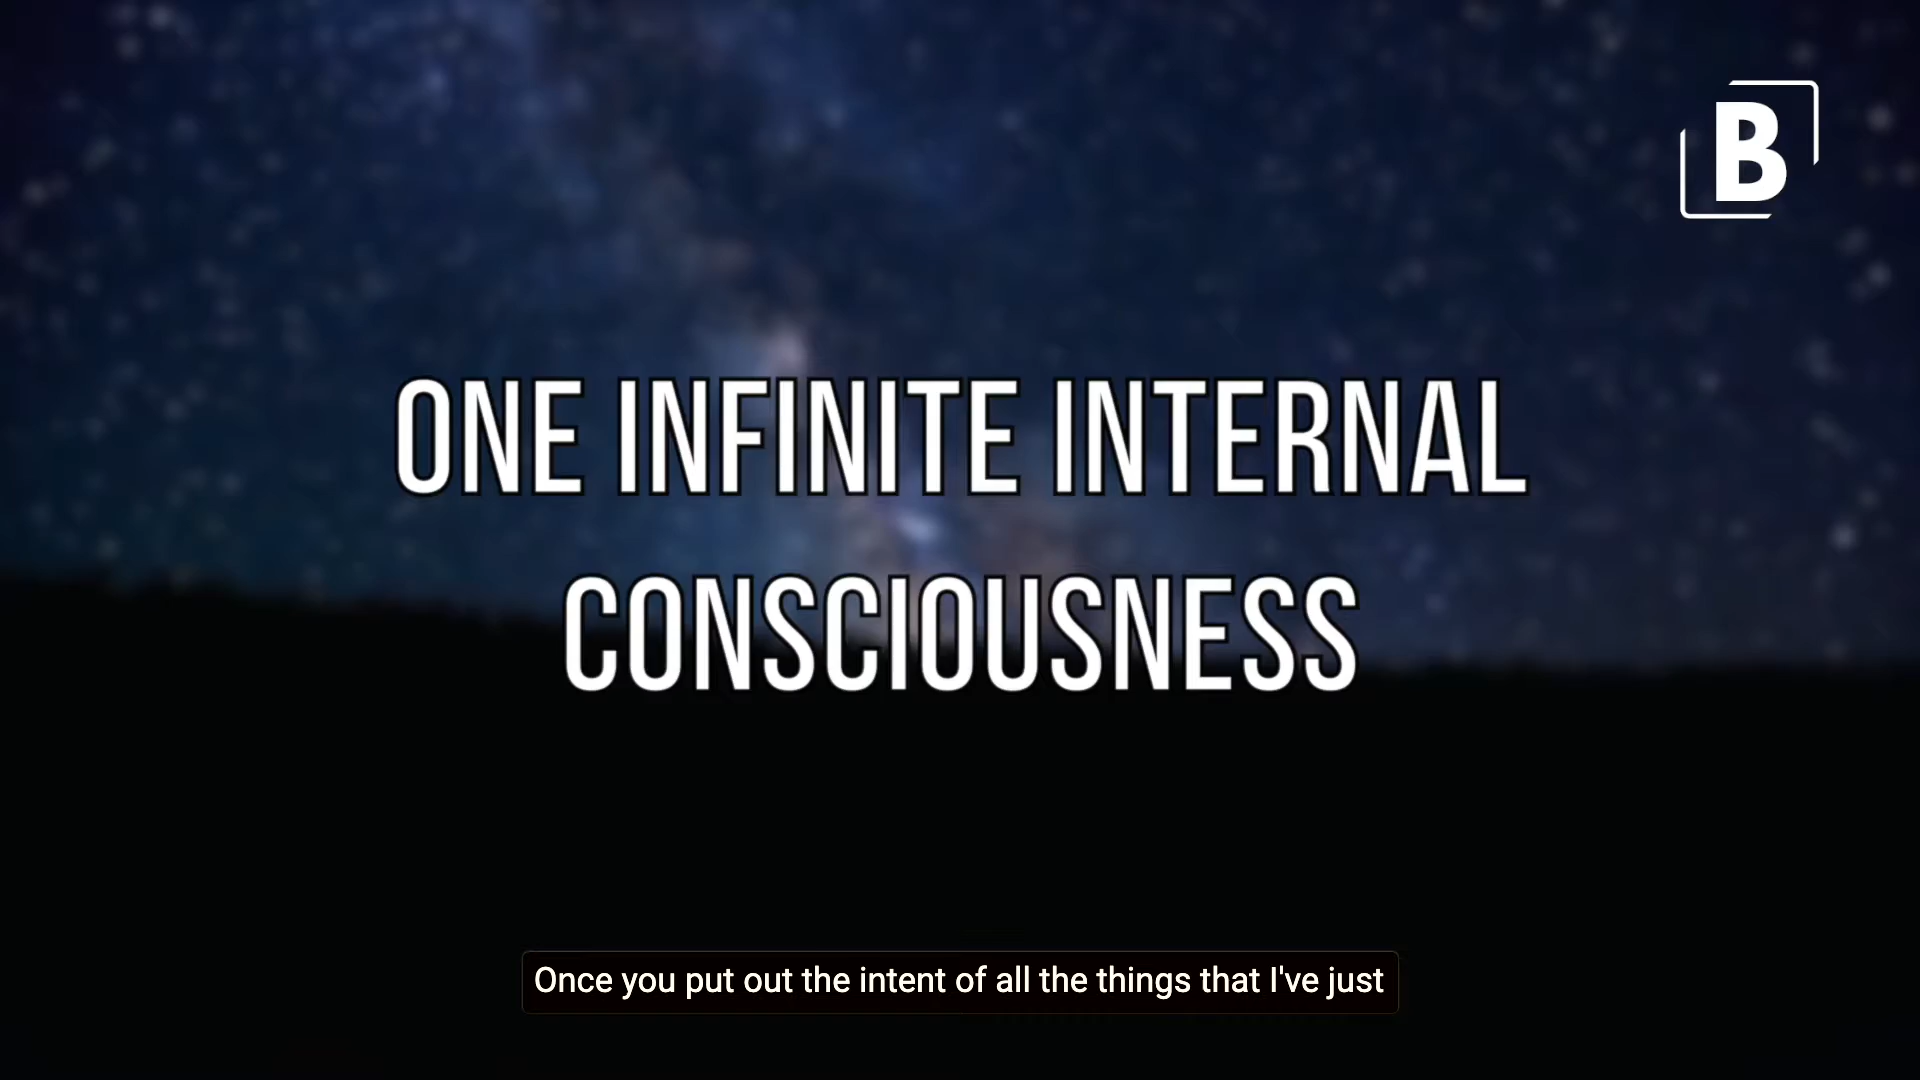 B
ONE INFINITE INTERNAL
CONSCIOUSNESS
Once you put out the intent of all the things that I've just